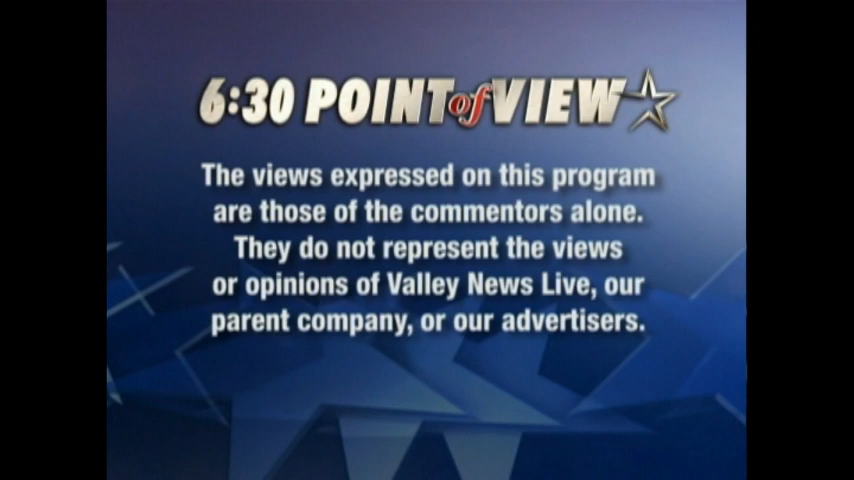 6:30 POINT of VIEW
The views expressed on this program
are those of the commentors alone.
They do not represent the views
or opinions of Valley News Live, our
parent company, or our advertisers.